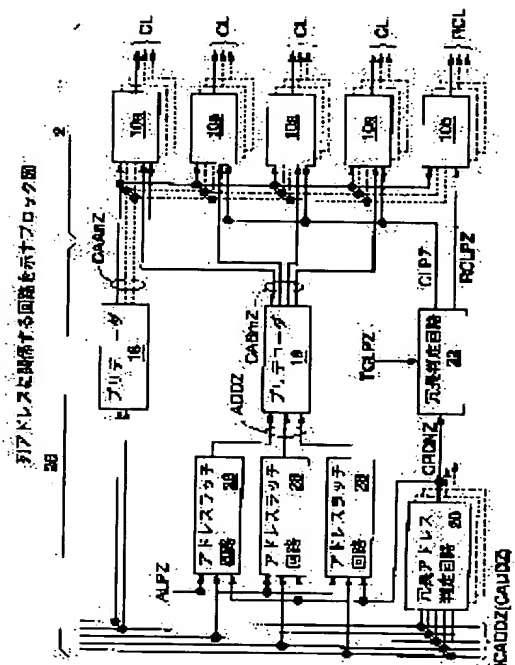 列アドレスに関係する回路を示すブロック図
2
CAAmZ
プリデコーダ
16
10a
CL
10a
CL
10a
CL
10a
CL
10b
RCL
CABmZ
プリデコーダ
18
ADDZ
ALPZ
アドレスラッチ
回路
28
アドレスラッチ
回路
28
アドレスラッチ
回路
28
TCLPZ
CLPZ
RCLPZ
冗長判定回路
22
CRDNZ
冗長アドレス
判定回路
20
ICADDZ(CAUDZ)